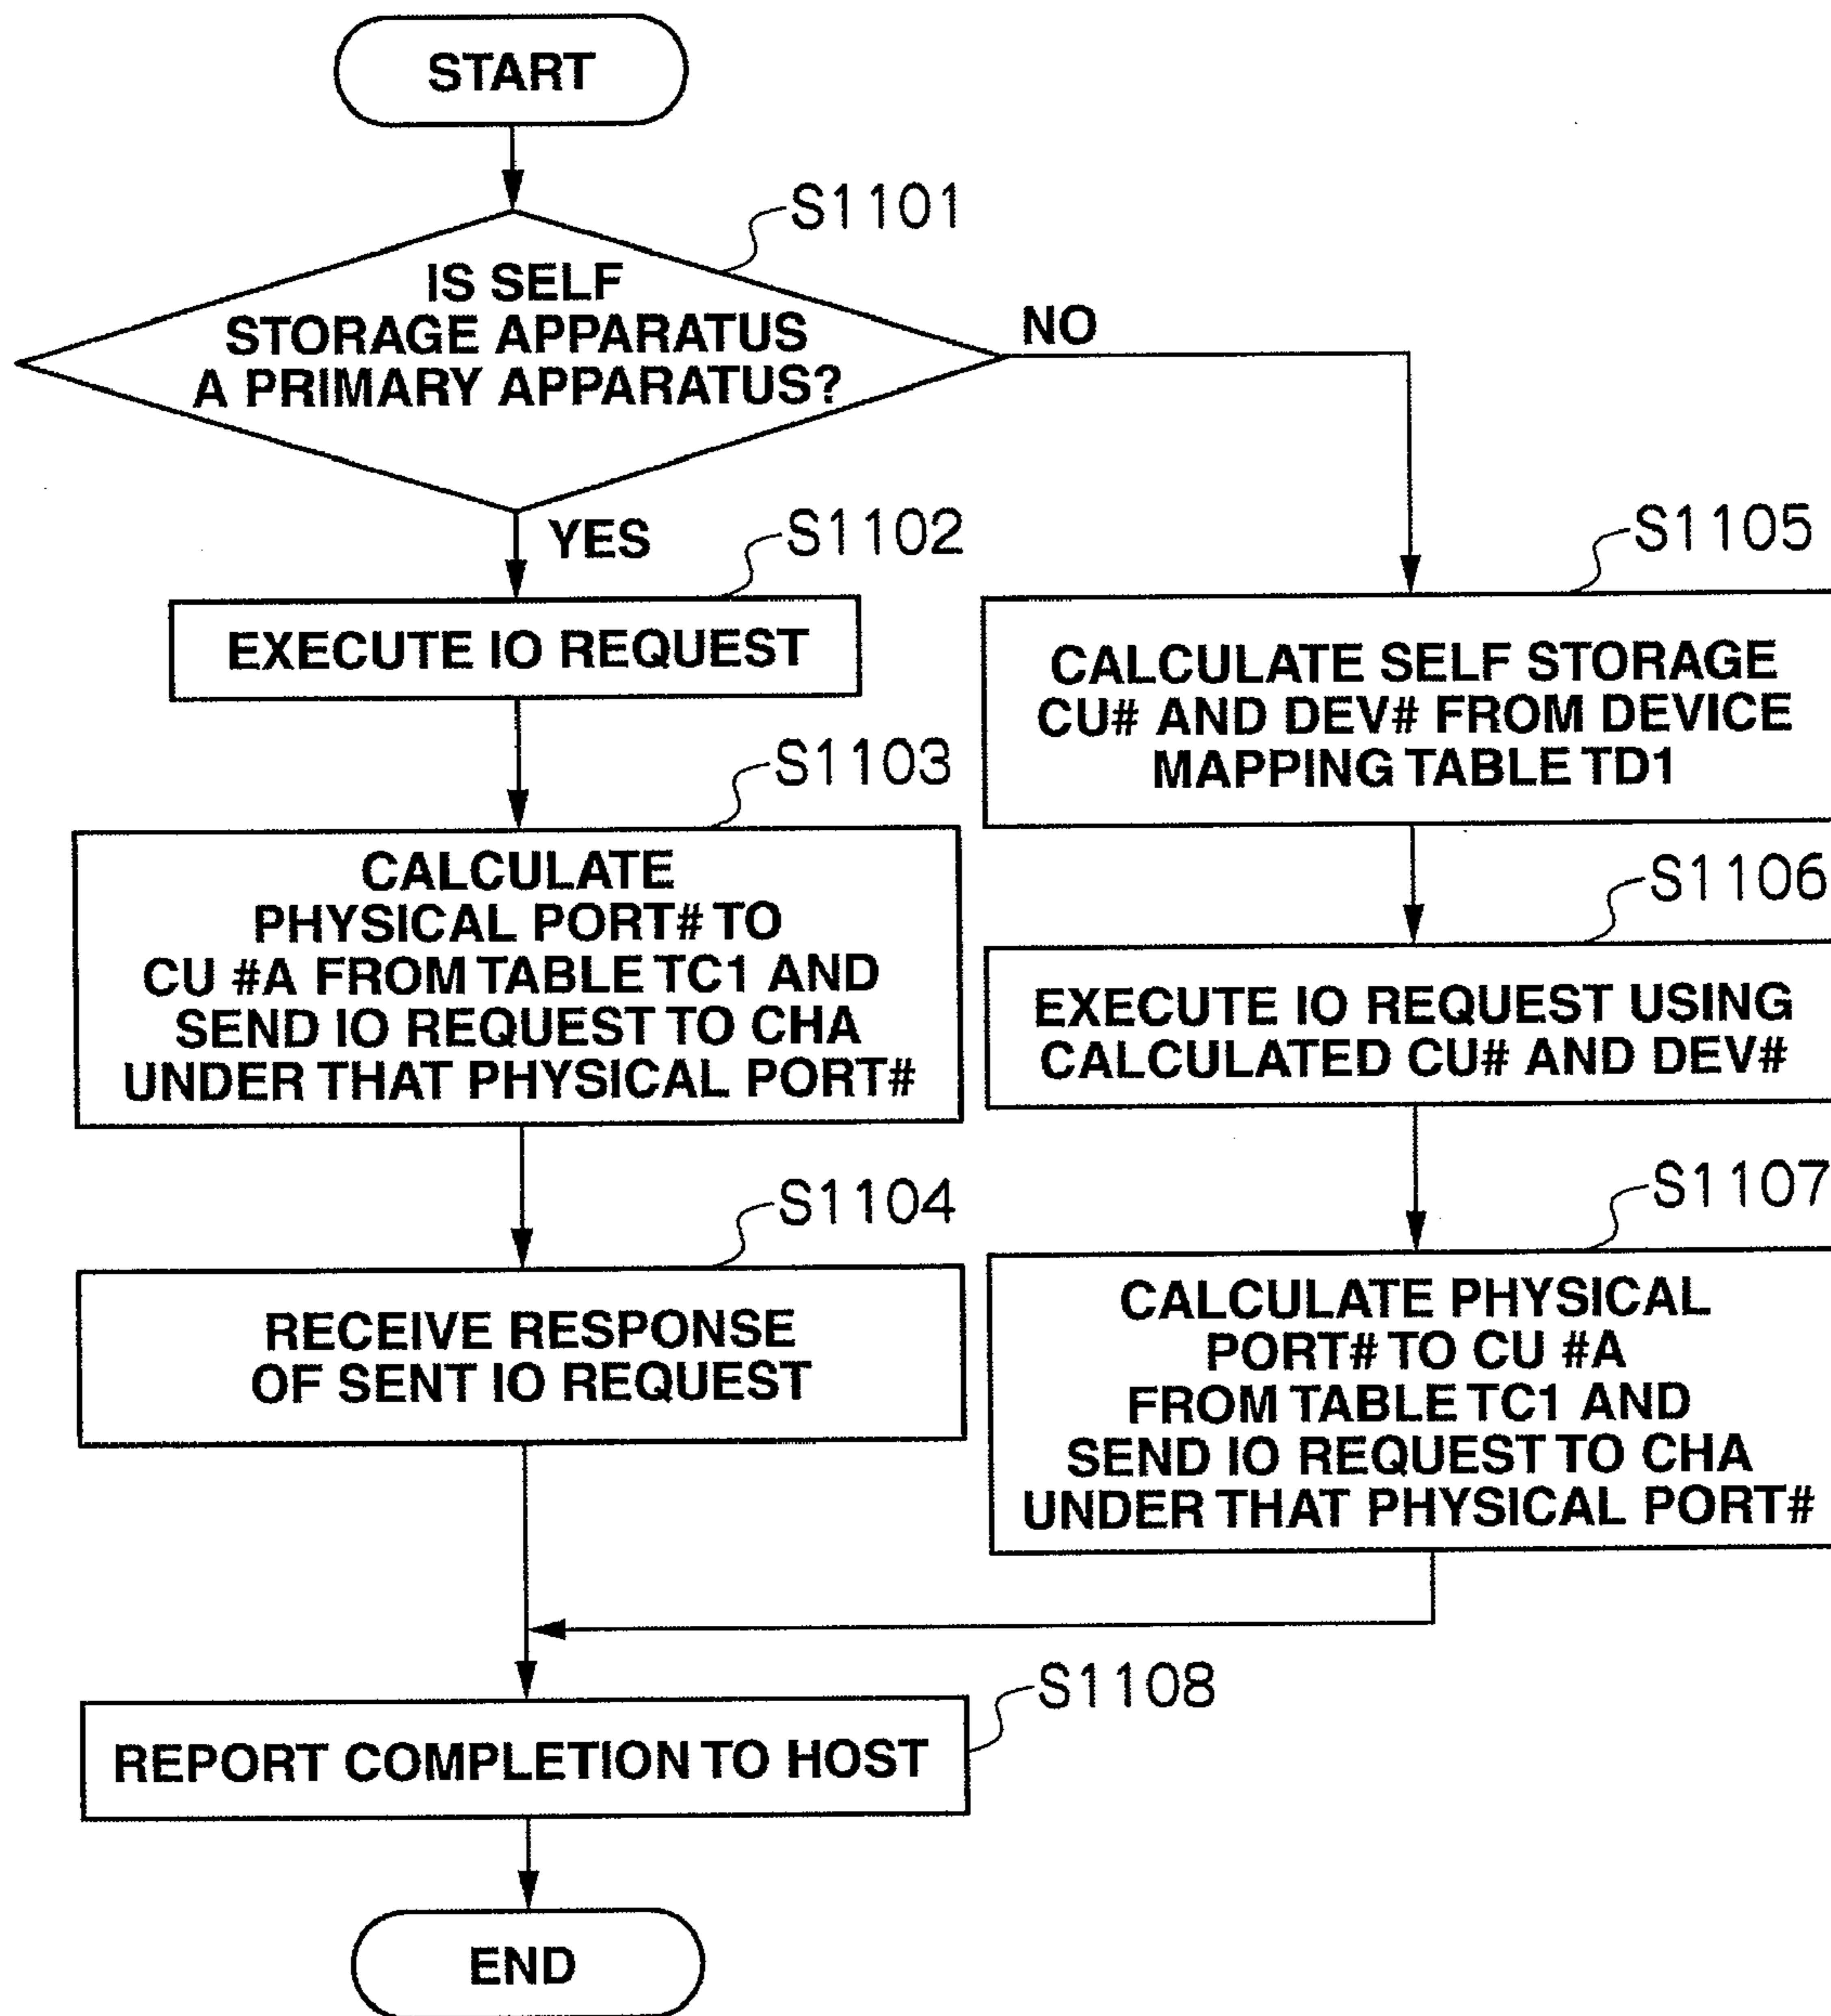 START
S1101
IS SELF
STORAGE APPARATUS
A PRIMARY APPARATUS?
NO
YES
S1102
EXECUTE IO REQUEST
S1103
CALCULATE
PHYSICAL PORT# TO
CU #A FROM TABLE TC1 AND
SEND IO REQUEST TO CHA
UNDER THAT PHYSICAL PORT#
S1104
RECEIVE RESPONSE
OF SENT IO REQUEST
S1105
CALCULATE SELF STORAGE
CU# AND DEV# FROM DEVICE
MAPPING TABLE TD1
S1106
EXECUTE IO REQUEST USING
CALCULATED CU# AND DEV#
S1107
CALCULATE PHYSICAL
PORT# TO CU #A
FROM TABLE TC1 AND
SEND IO REQUEST TO CHA
UNDER THAT PHYSICAL PORT#
S1108
REPORT COMPLETION TO HOST
END